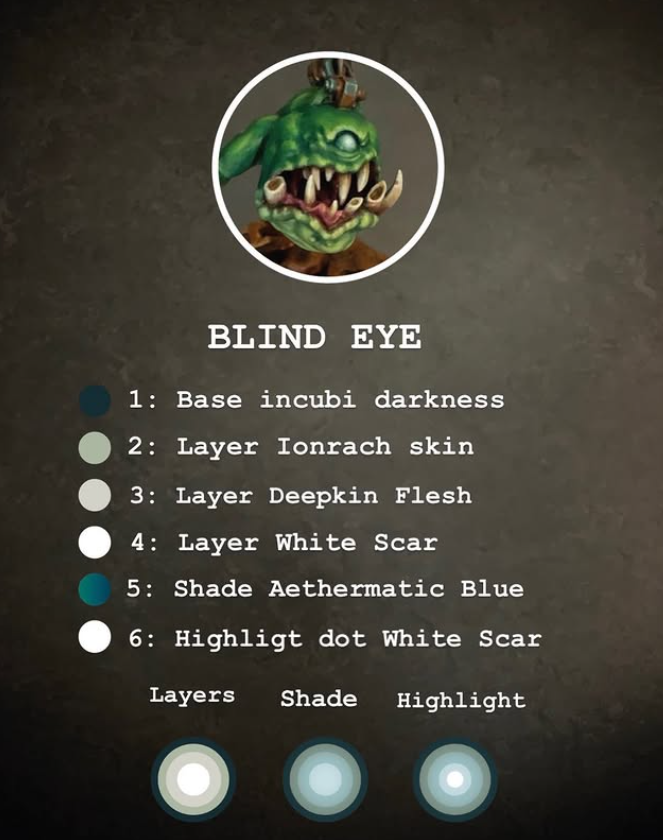 BLIND EYE
1: Base incubi darkness
2: Layer Ionrach skin
3: Layer Deepkin Flesh
4: Layer White Scar
5: Shade Aethermatic Blue
6: Highligt dot White Scar
Layers Shade Highlight